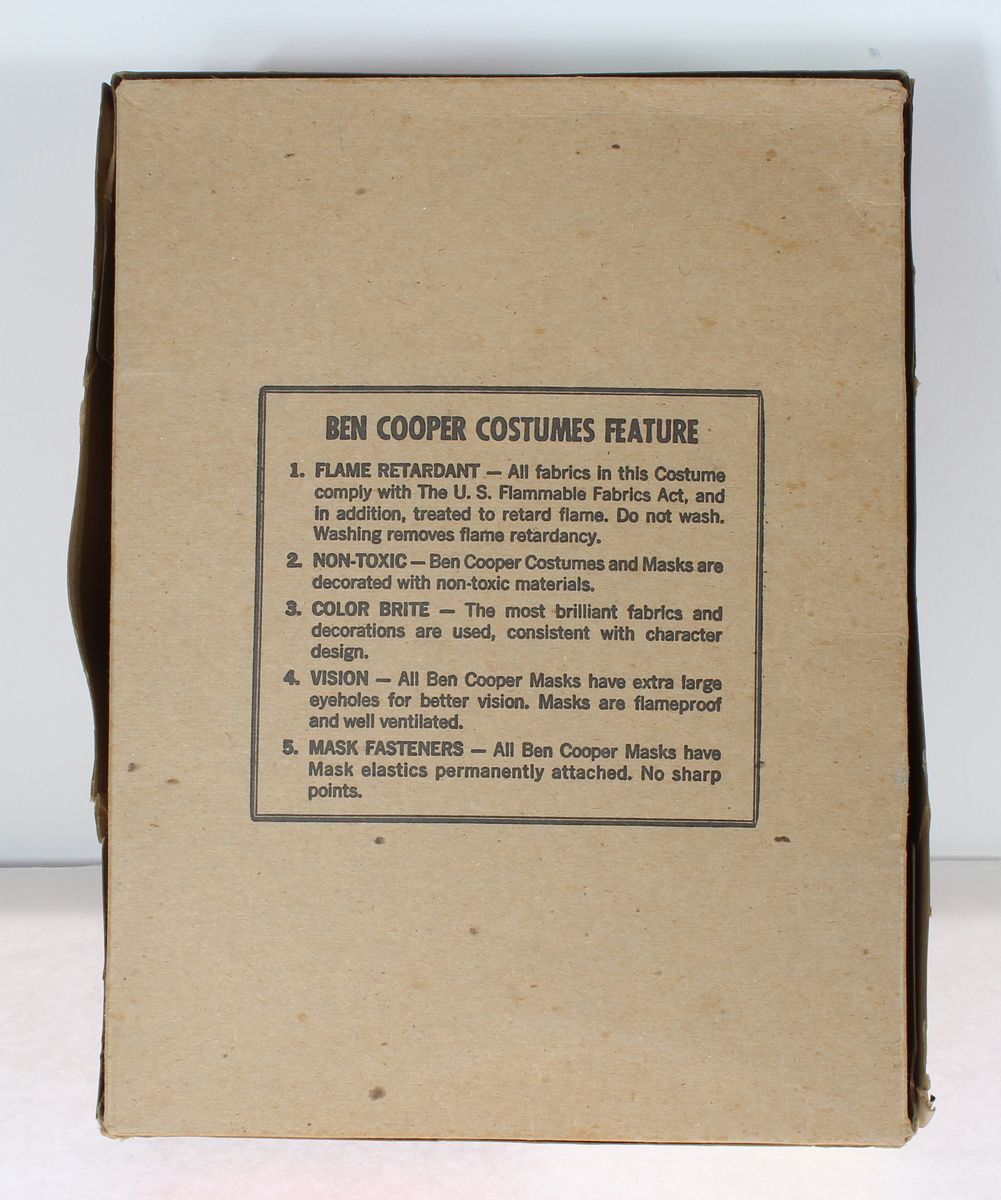 BEN COOPER COSTUMES FEATURE
1. FLAME RETARDANT — All fabrics in this Costume
comply with The U. S. Flammable Fabrics Act, and
in addition, treated to retard flame. Do not wash.
Washing removes flame retardancy.
2. NON-TOXIC — Ben Cooper Costumes and Masks are
decorated with non-toxic materials.
3. COLOR BRITE — The most brilliant fabrics and
decorations are used, consistent with character
design.
4. VISION — All Ben Cooper Masks have extra large
eyeholes for better vision. Masks are flameproof
and well ventilated.
5. MASK FASTENERS — All Ben Cooper Masks have
Mask elastics permanently attached. No sharp
points.